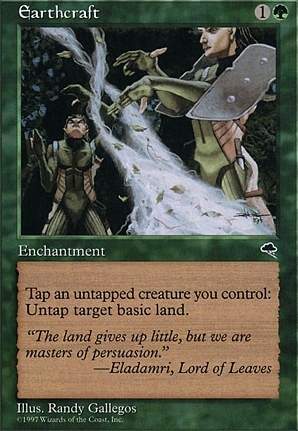 Earthcraft 1
Enchantment
Tap an untapped creature you control:
Untap target basic land.
“The land gives up little, but we are
masters of persuasion.”
—Eladamri, Lord of Leaves
Illus. Randy Gallegos
©1997 Wizards of the Coast, Inc.